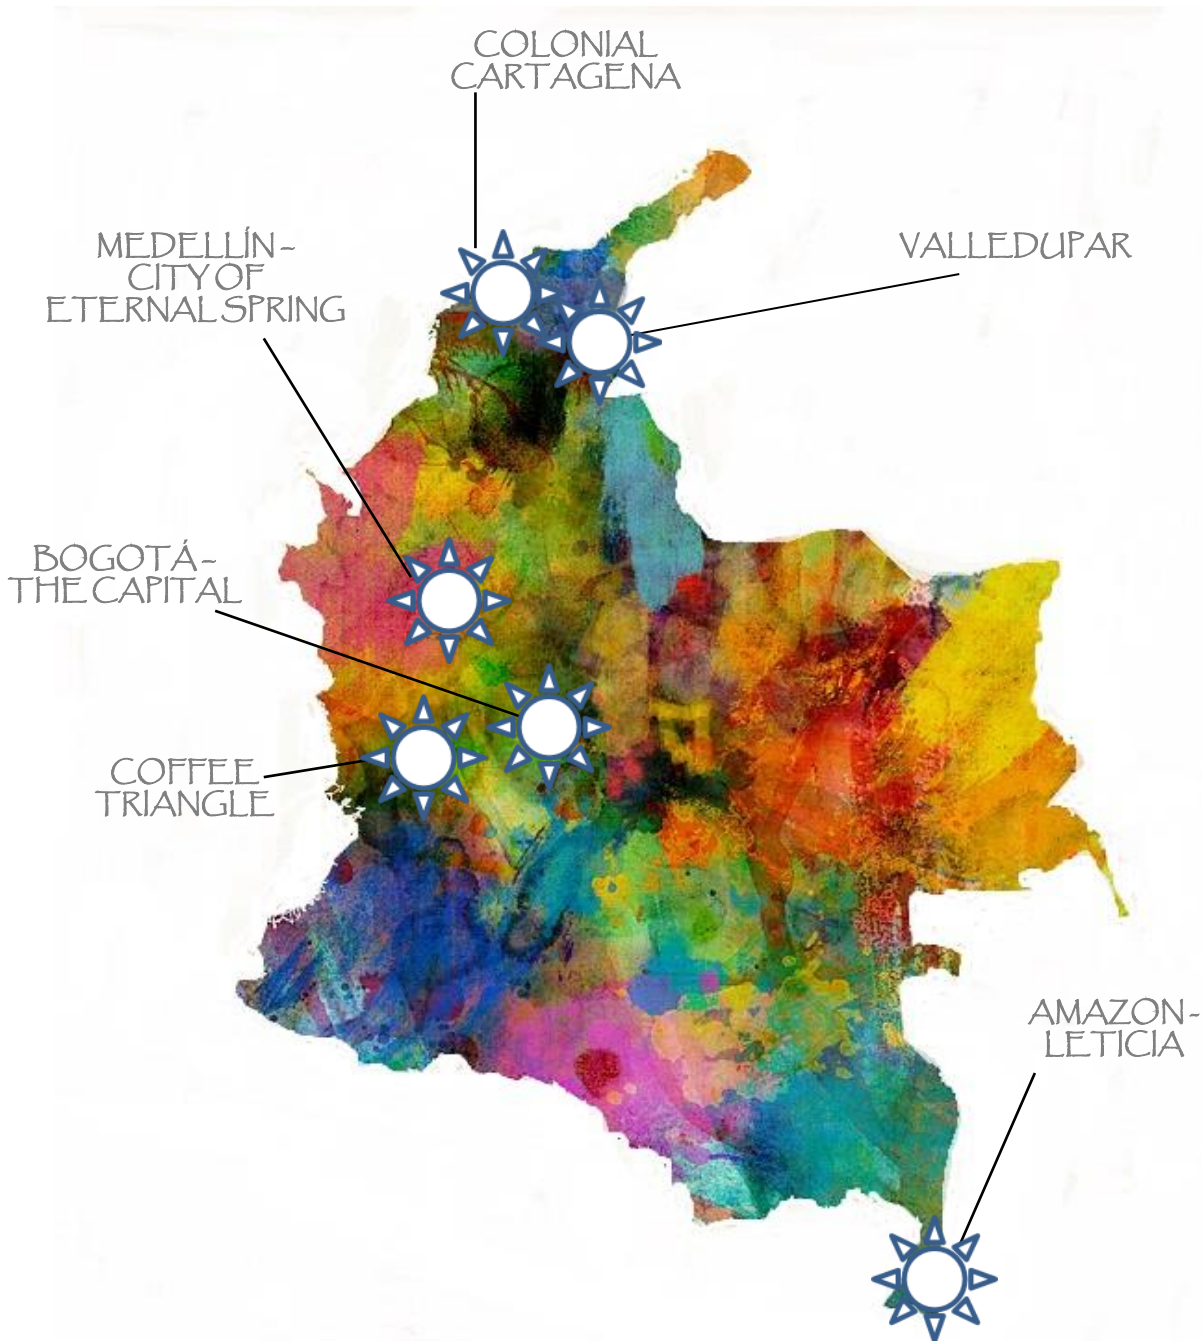 COLONIAL
CARTAGENA
MEDELLÍN –
CITY OF
ETERNAL SPRING
VALLEDUPAR
BOGOTÁ –
THE CAPITAL
COFFEE
TRIANGLE
AMAZON-
LETICIA